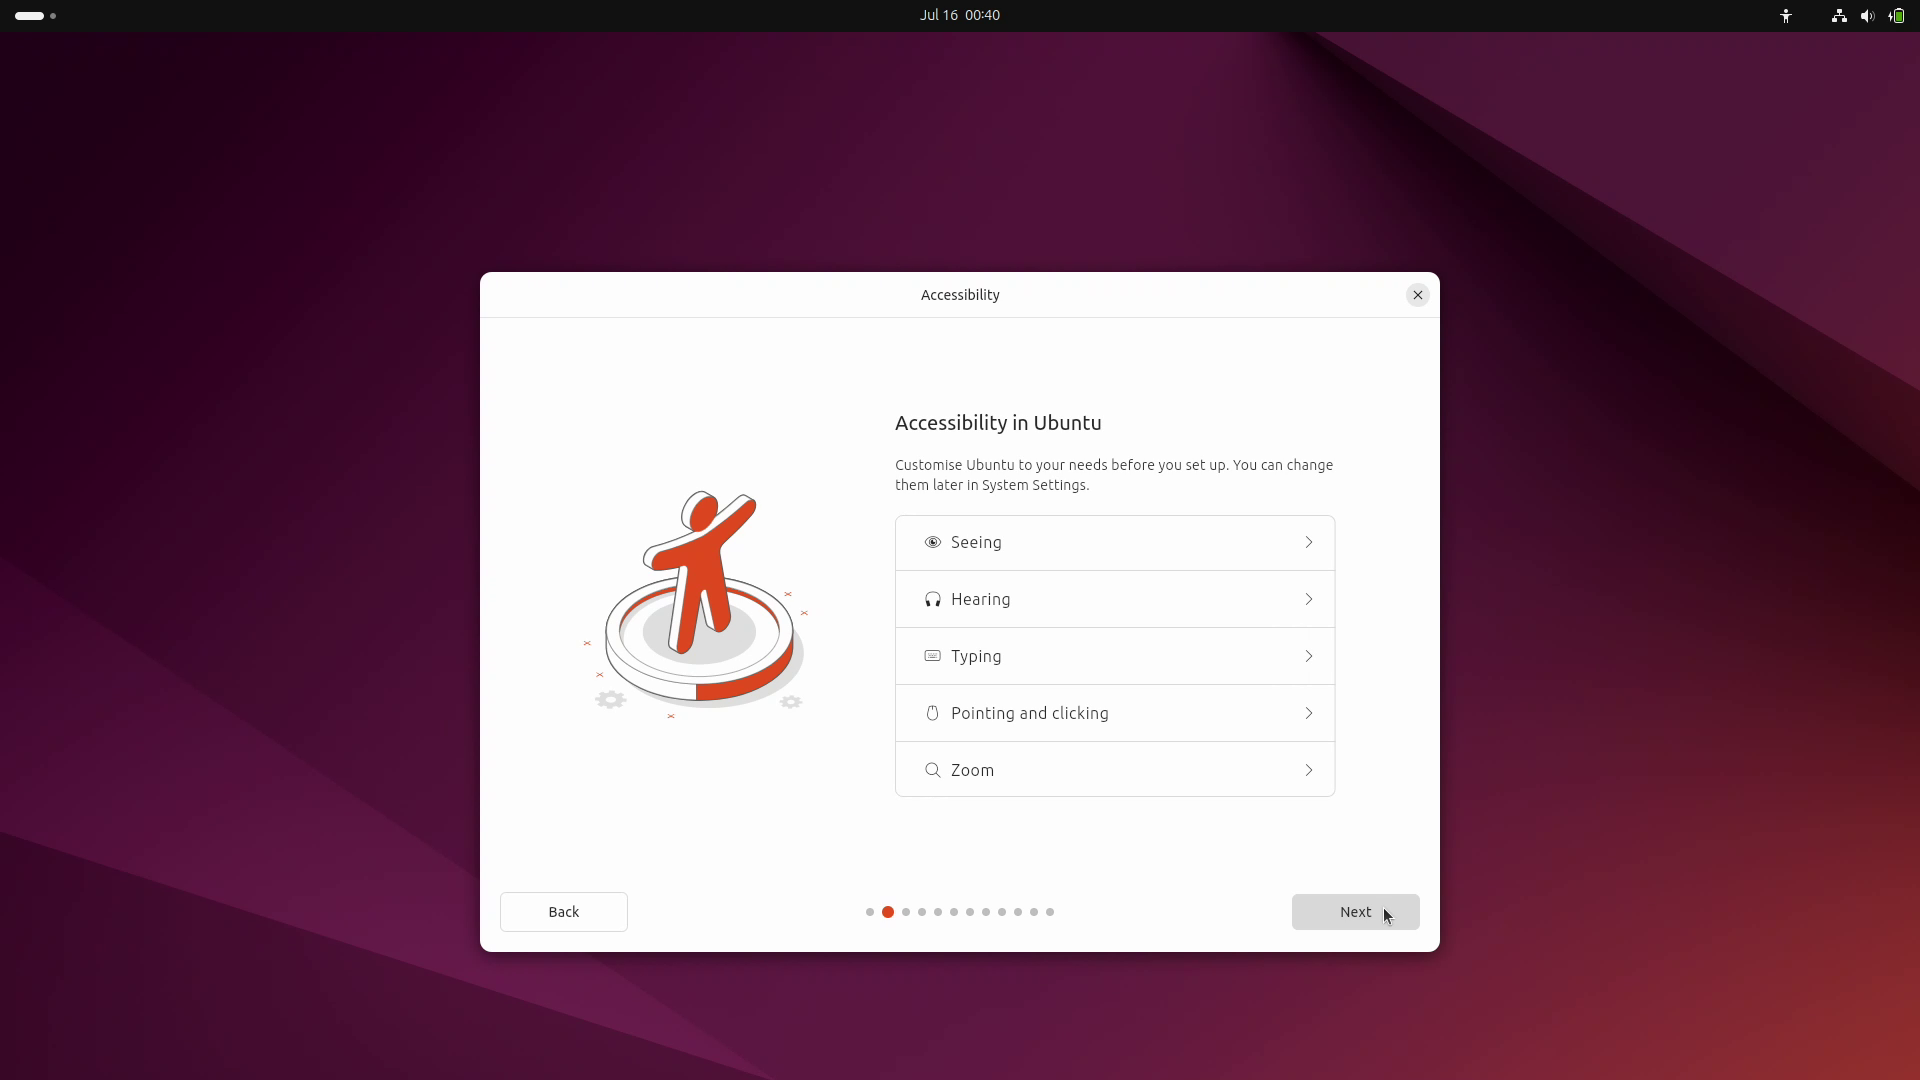 Jul 16 00:40
Accessibility
Accessibility in Ubuntu
Customise Ubuntu to your needs before you set up. You can change
them later in System Settings.
Seeing
Hearing
Typing
Pointing and clicking
Zoom
Back
Next